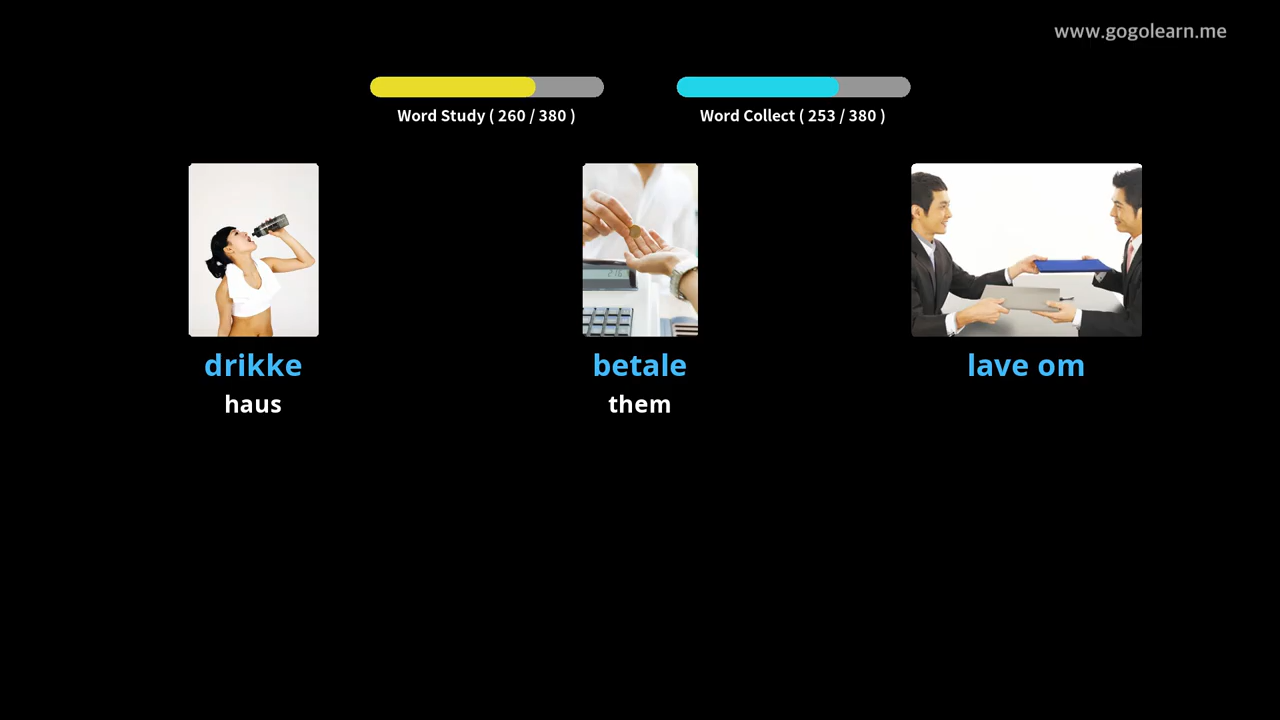 www.gogolearn.me
Word Study ( 260 / 380 )
Word Collect ( 253 / 380 )
drikke
haus
betale
them
lave om